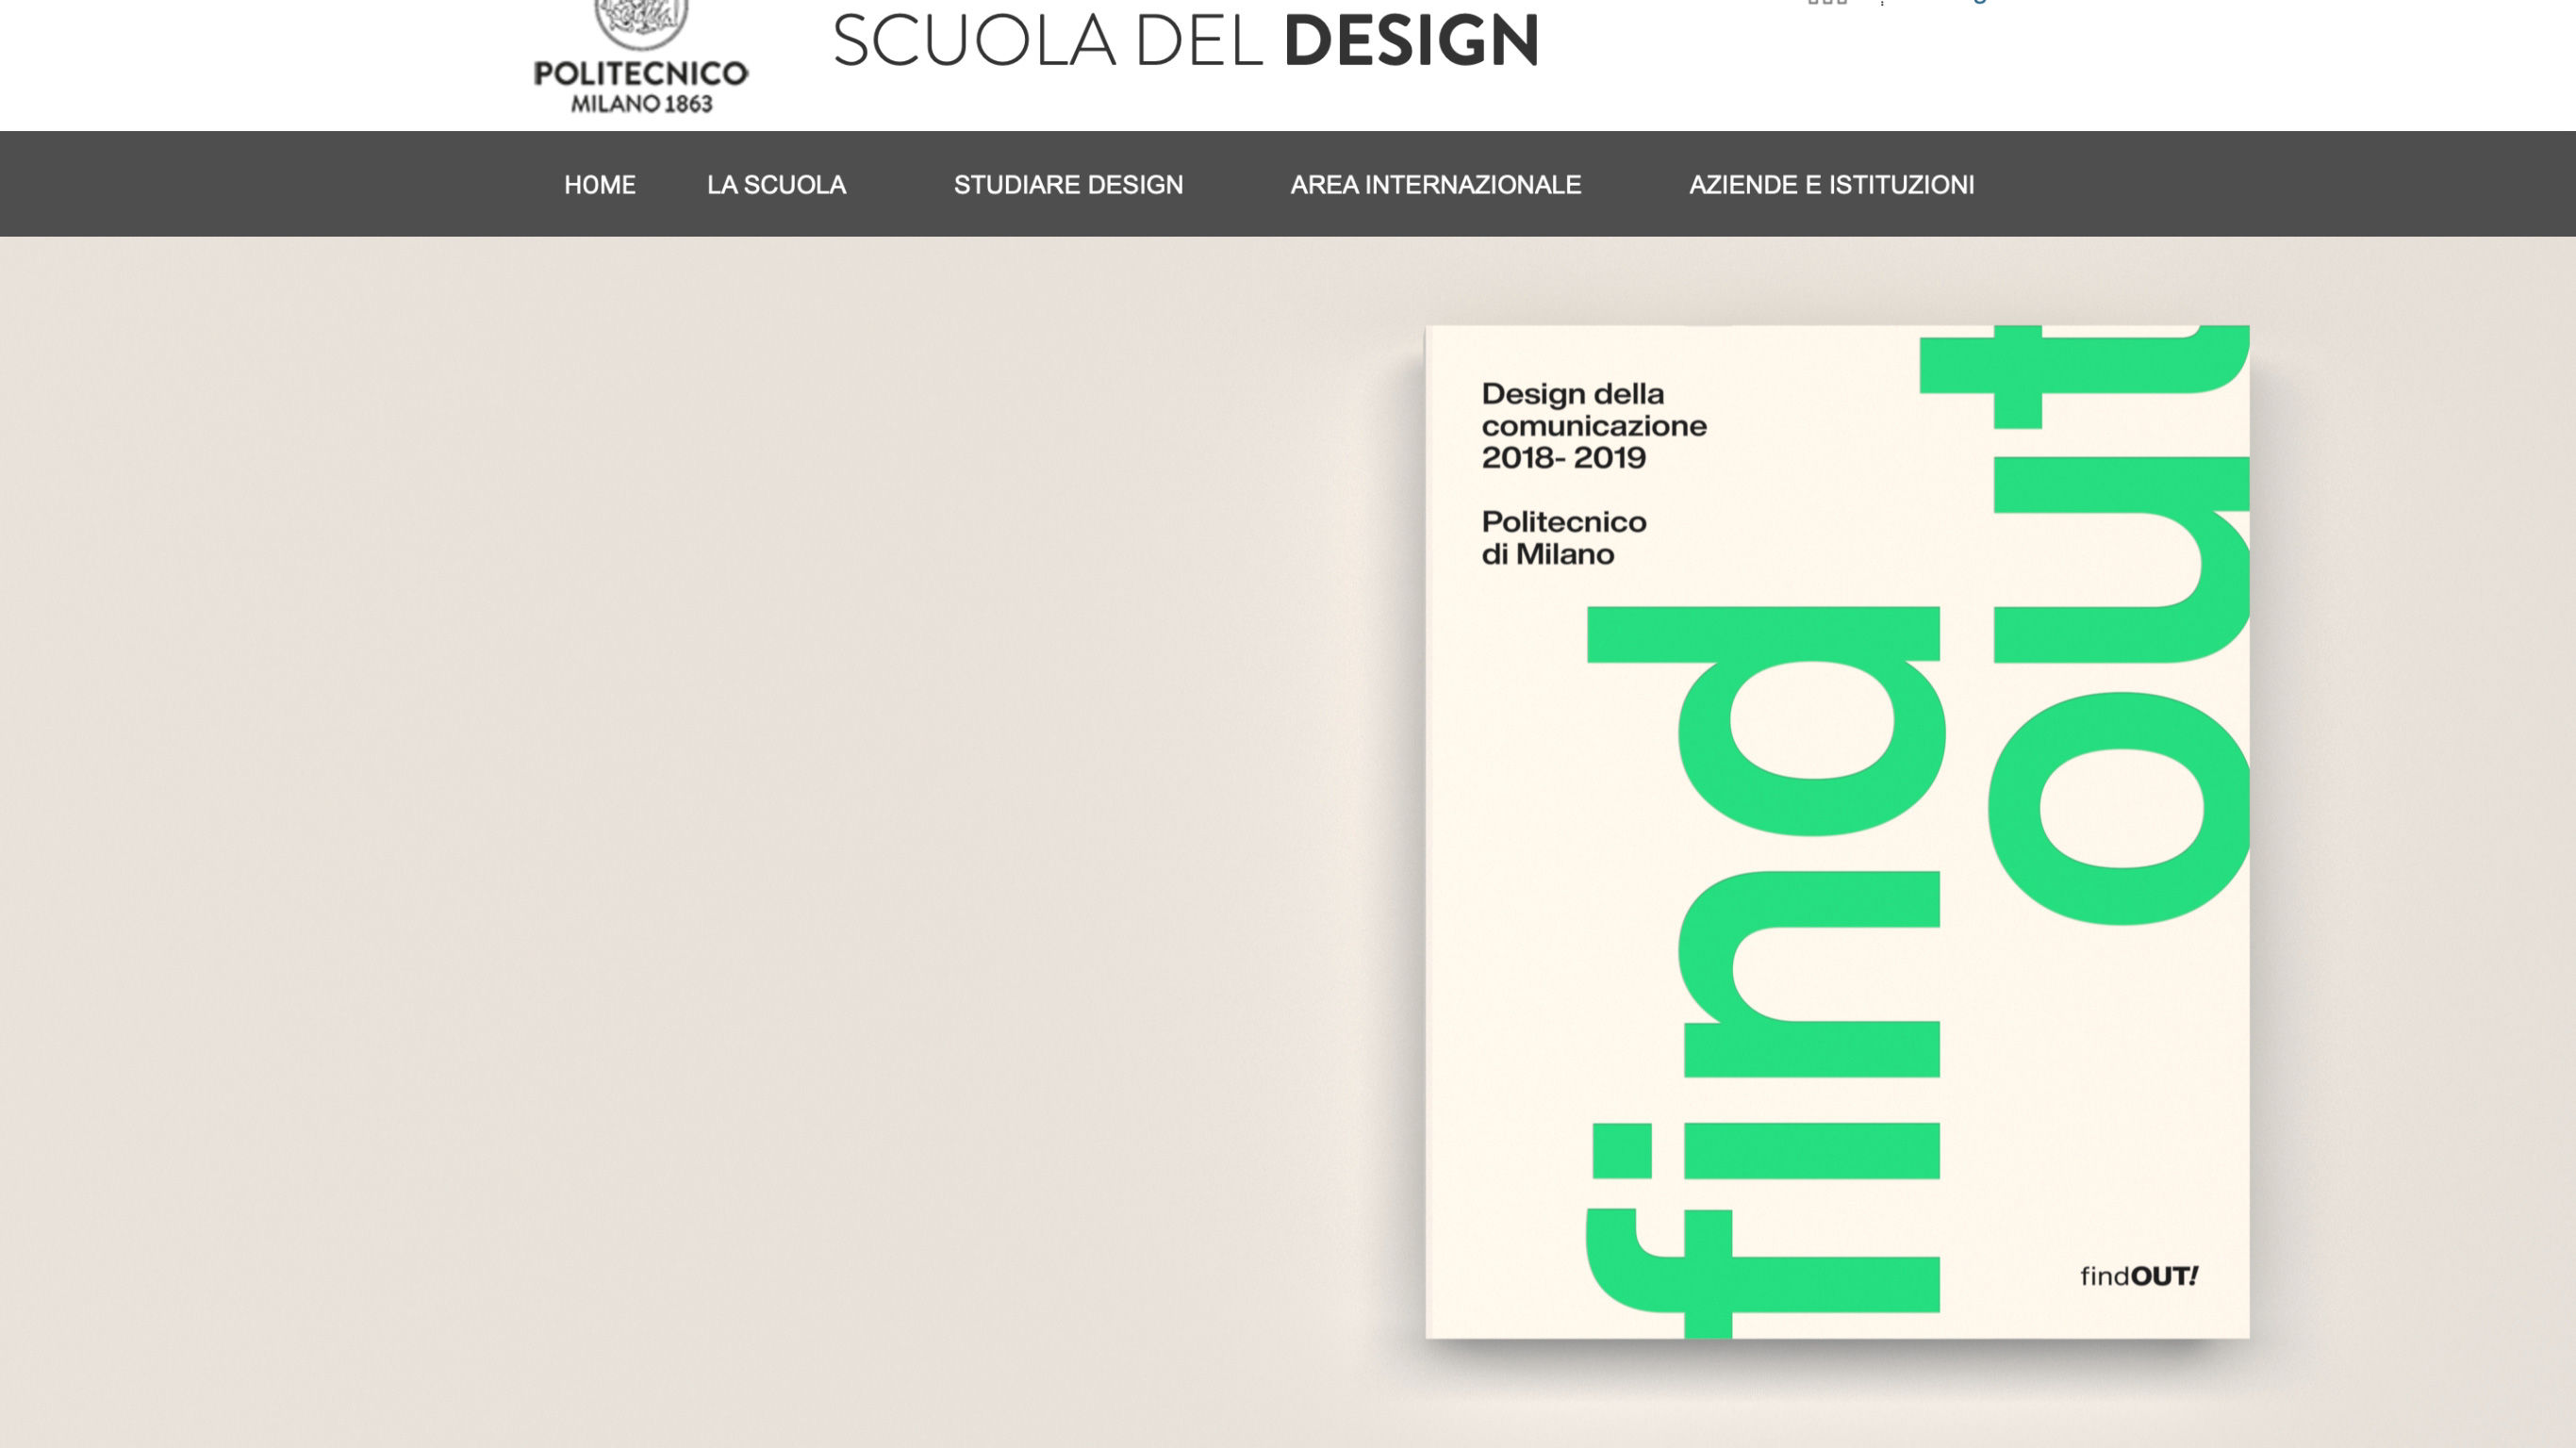 POLITECNICO
MILANO 1863
SCUOLA DEL DESIGN
HOME
LA SCUOLA
STUDIARE DESIGN
AREA INTERNAZIONALE
AZIENDE E ISTITUZIONI
Design della
comunicazione
2018- 2019
Politecnico
di Milano
find
out
findOUT!